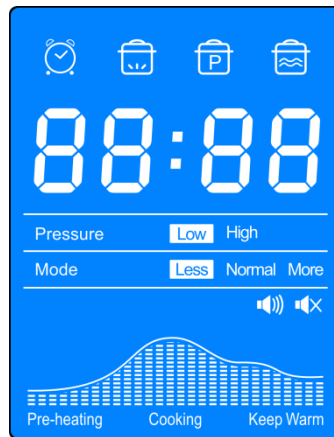 P
88:88
Pressure Low High
Mode Less Normal More
Pre-heating Cooking Keep Warm